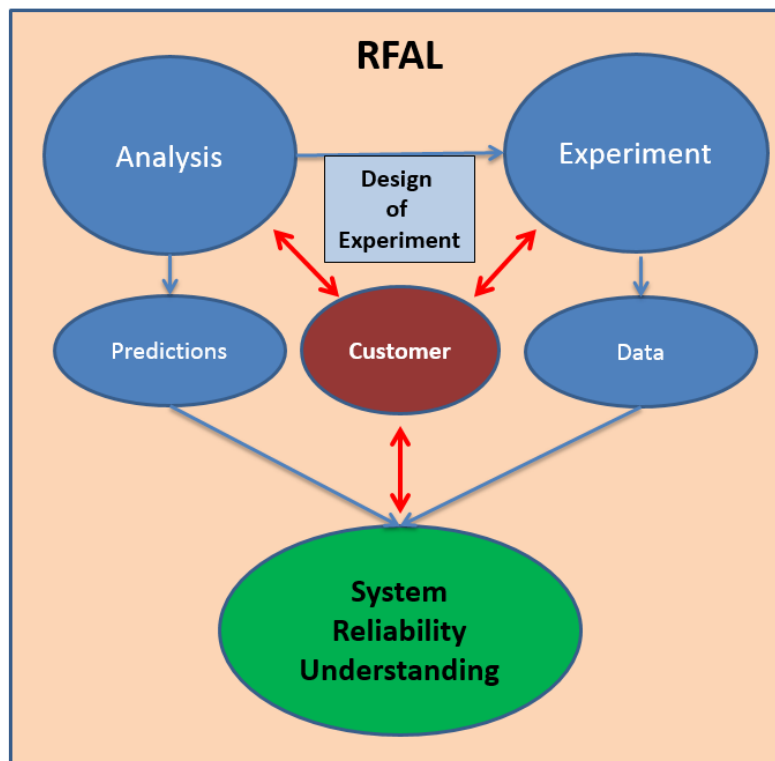 RFAL
Analysis
Experiment
Design
of
Experiment
Predictions
Customer
Data
System
Reliability
Understanding